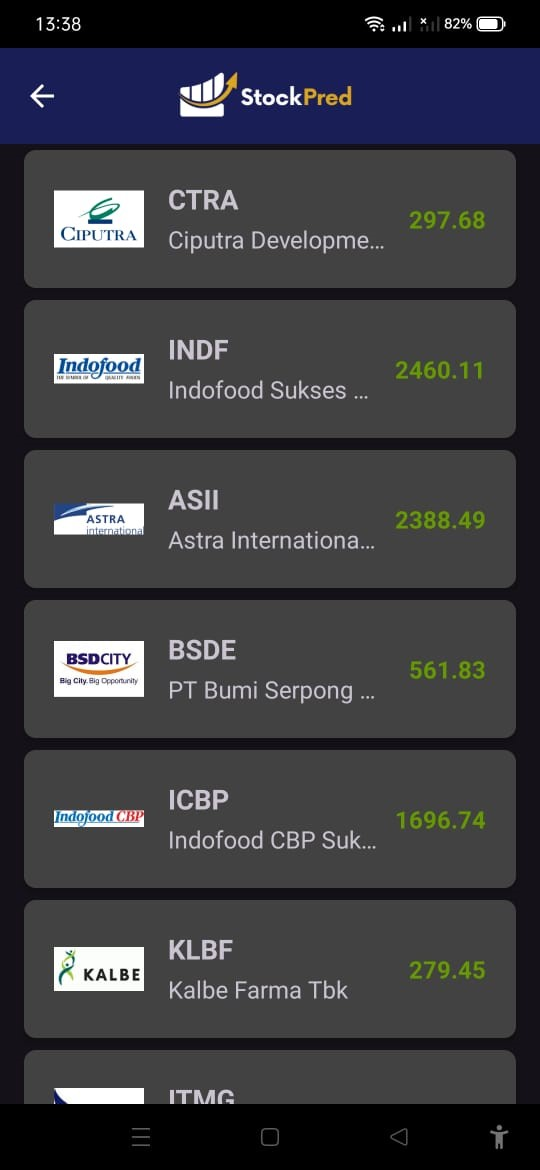 13:38
82%
StockPred
CTRA
CIPUTRA
Ciputra Developme...
297.68
INDF
Indofood
THE SYMBOL OF QUALITY FOODS
Indofood Sukses ...
2460.11
ASII
ASTRA
international
Astra Internationa...
2388.49
BSDE
BSDCITY
Big City. Big Opportunity
PT Bumi Serpong ...
561.83
ICBP
Indofood CBP
Indofood CBP Suk...
1696.74
KLBF
KALBE
Kalbe Farma Tbk
279.45
ITMG